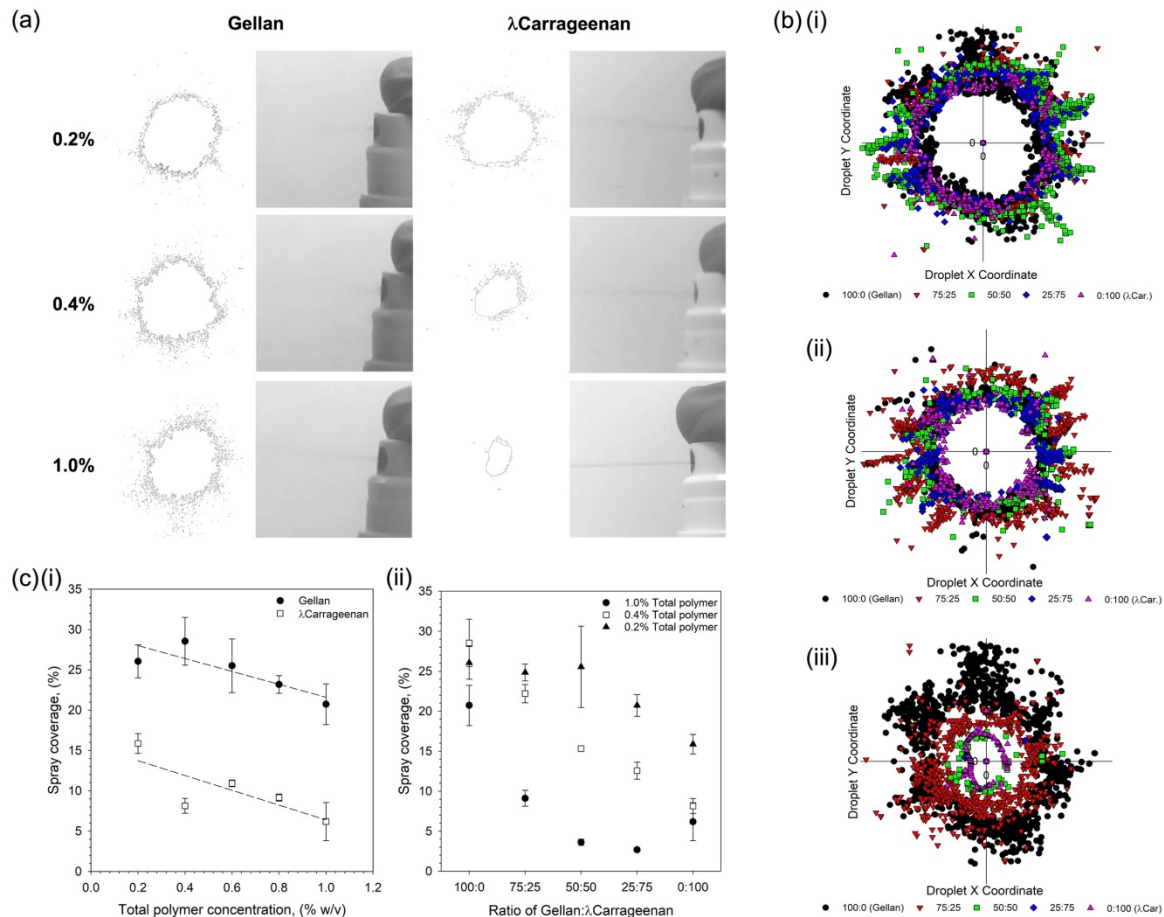 (a)
Gellan
λCarrageenan
0.2%
0.4%
1.0%
(b) (i)
Droplet Y Coordinate
0
0
Droplet X Coordinate
100:0 (Gellan) 75:25 50:50 25:75 0:100 (λCar.)
(ii)
Droplet Y Coordinate
0
0
Droplet X Coordinate
100:0 (Gellan) 75:25 50:50 25:75 0:100 (λCar.)
(iii)
Droplet Y Coordinate
0
0
Droplet X Coordinate
100:0 (Gellan) 75:25 50:50 25:75 0:100 (λCar.)
(c) (i)
Spray coverage, (%)
35
30
25
20
15
10
5
0
Gellan
λCarrageenan
0.0 0.2 0.4 0.6 0.8 1.0 1.2
Total polymer concentration, (% w/v)
(ii)
Spray coverage, (%)
35
30
25
20
15
10
5
0
1.0% Total polymer
0.4% Total polymer
0.2% Total polymer
100:0 75:25 50:50 25:75 0:100
Ratio of Gellan:λCarrageenan